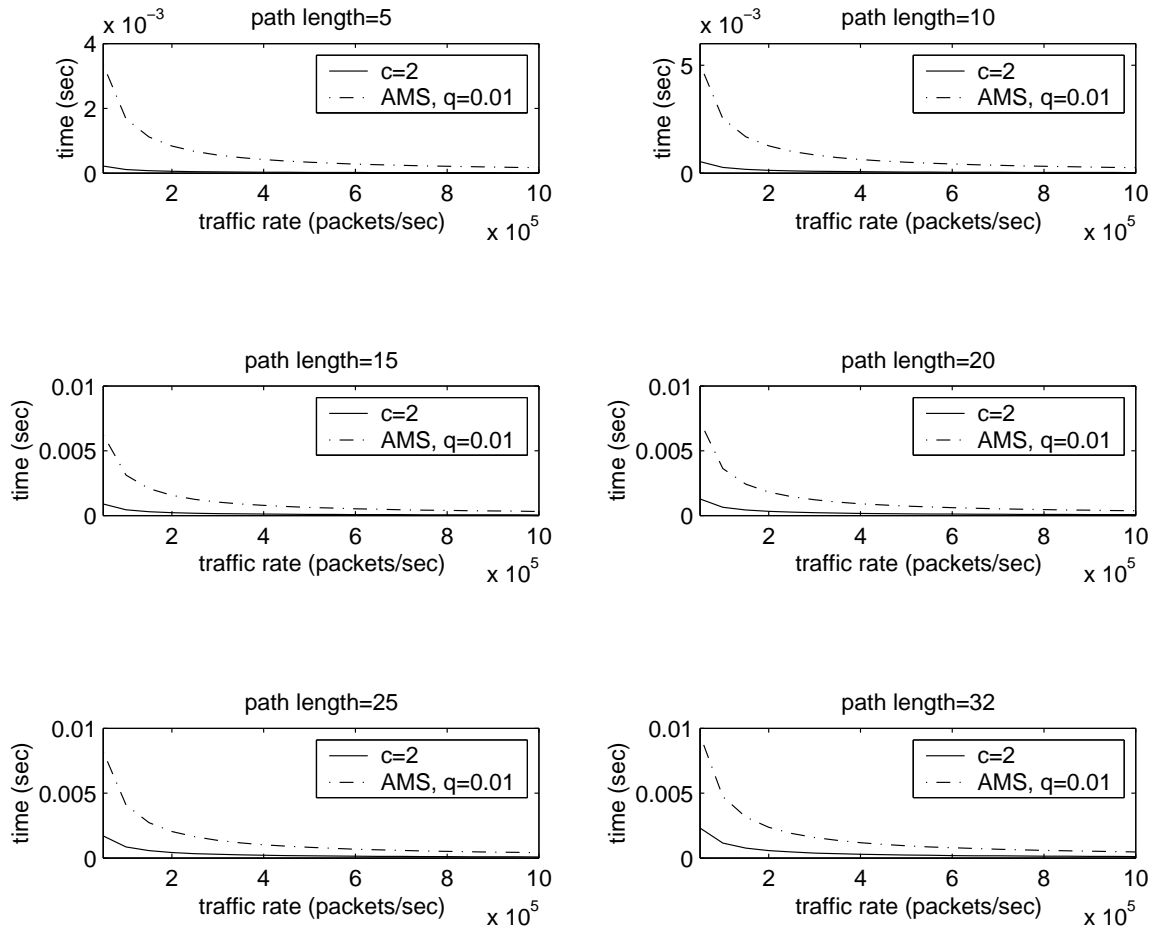 path length=5
x 10^-3
4
2
0
time (sec)
c=2
AMS, q=0.01
2 4 6 8 10
traffic rate (packets/sec)
x 10^5
path length=10
x 10^-3
5
0
time (sec)
c=2
AMS, q=0.01
2 4 6 8 10
traffic rate (packets/sec)
x 10^5
path length=15
0.01
0.005
0
time (sec)
c=2
AMS, q=0.01
2 4 6 8 10
traffic rate (packets/sec)
x 10^5
path length=20
0.01
0.005
0
time (sec)
c=2
AMS, q=0.01
2 4 6 8 10
traffic rate (packets/sec)
x 10^5
path length=25
0.01
0.005
0
time (sec)
c=2
AMS, q=0.01
2 4 6 8 10
traffic rate (packets/sec)
x 10^5
path length=32
0.01
0.005
0
time (sec)
c=2
AMS, q=0.01
2 4 6 8 10
traffic rate (packets/sec)
x 10^5